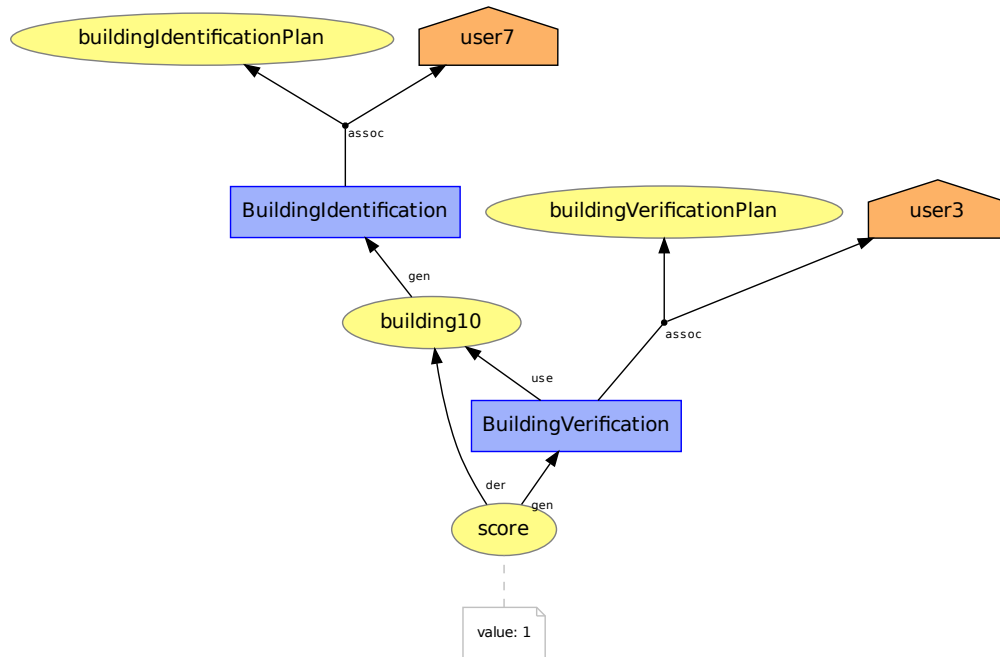 buildingIdentificationPlan
user7
assoc
BuildingIdentification
buildingVerificationPlan
user3
gen
building10
assoc
use
BuildingVerification
der
gen
score
value: 1